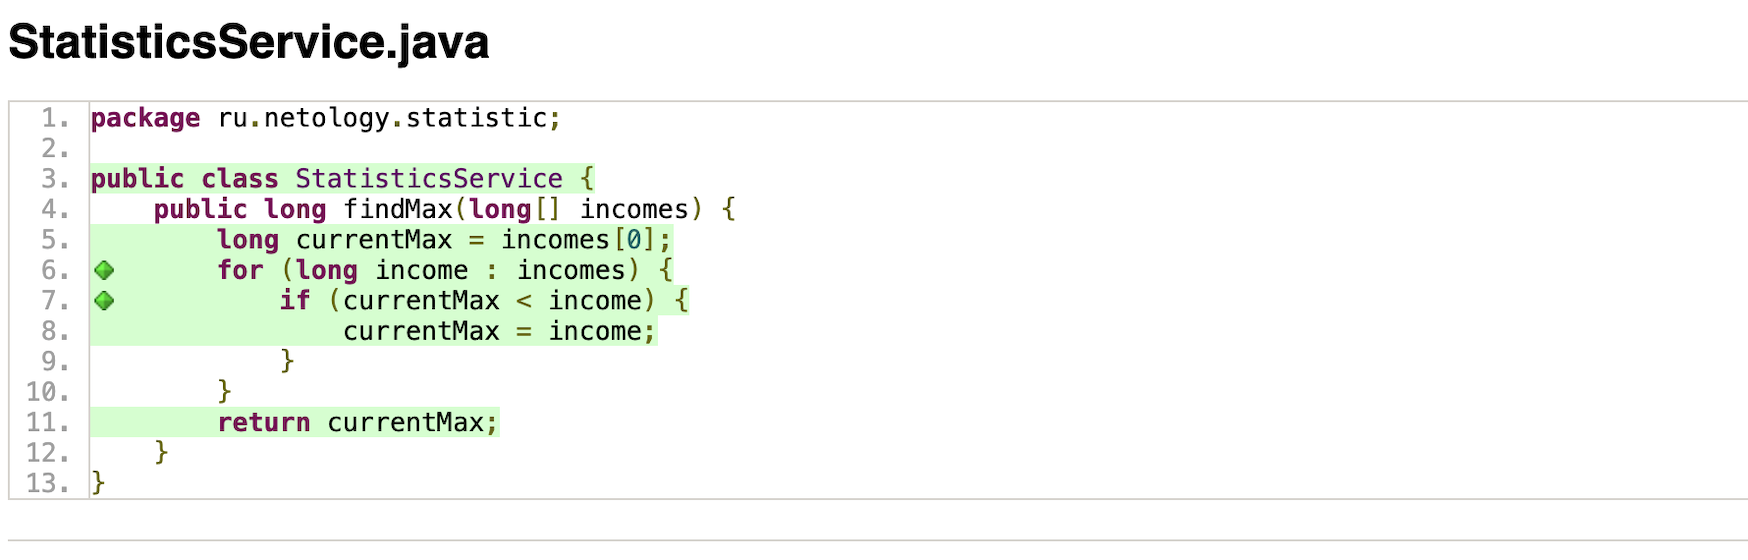 StatisticsService.java
1. package ru.netology.statistic;
2.
3. public class StatisticsService {
4.     public long findMax(long[] incomes) {
5.         long currentMax = incomes[0];
6.         for (long income : incomes) {
7.             if (currentMax < income) {
8.                 currentMax = income;
9.             }
10.         }
11.         return currentMax;
12.     }
13. }